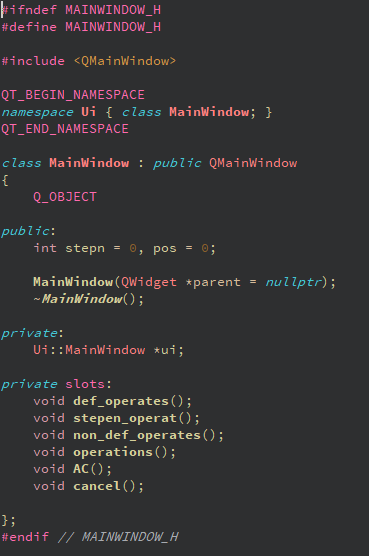 #ifndef MAINWINDOW_H
#define MAINWINDOW_H
#include <QMainWindow>
QT_BEGIN_NAMESPACE
namespace Ui { class MainWindow; }
QT_END_NAMESPACE
class MainWindow : public QMainWindow
{
    Q_OBJECT
public:
    int stepn = 0, pos = 0;
    MainWindow(QWidget *parent = nullptr);
    ~MainWindow();
private:
    Ui::MainWindow *ui;
private slots:
    void def_operates();
    void stepen_operat();
    void non_def_operates();
    void operations();
    void AC();
    void cancel();
};
#endif // MAINWINDOW_H